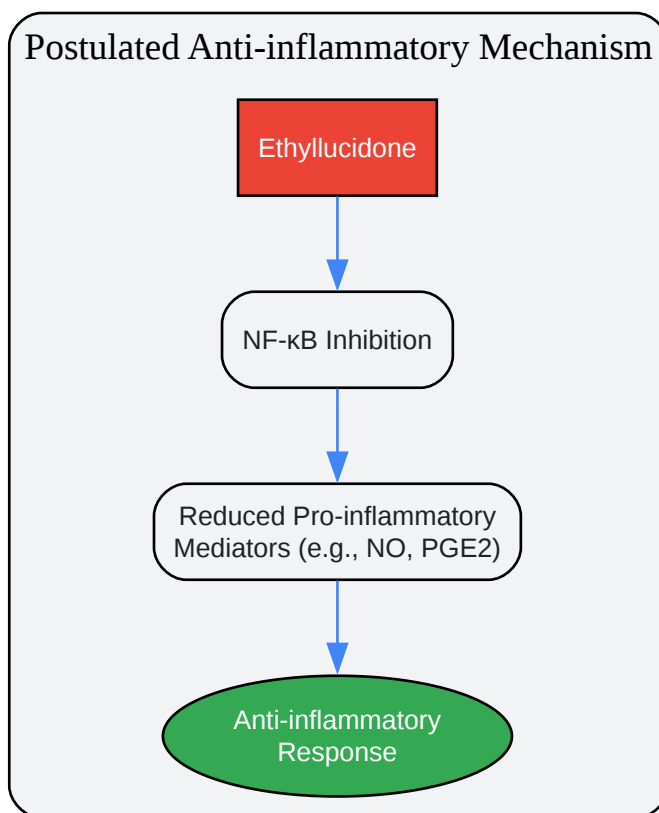 Postulated Anti-inflammatory Mechanism
Ethyllucidone
NF-κB Inhibition
Reduced Pro-inflammatory
Mediators (e.g., NO, PGE2)
Anti-inflammatory
Response